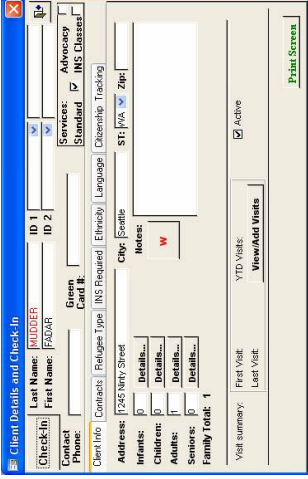 Client Details and Check-In
Check-In
Last Name: MUDDER
ID 1
First Name: FADAR
ID 2
Contact Phone:
Green Card #:
Services: Advocacy
Standard INS Classes
Client Info Contracts Refugee Type INS Required Ethnicity Language Citizenship Tracking
Address: 1245 Ninty Street City: Seattle ST: WA Zip:
Infants: 0 Details...
Children: 0 Details...
Adults: 1 Details...
Seniors: 0 Details...
Family Total: 1
Notes:
W
Visit summary: First Visit: YTD Visits:
Last Visit: View/Add Visits
Active
Print Screen